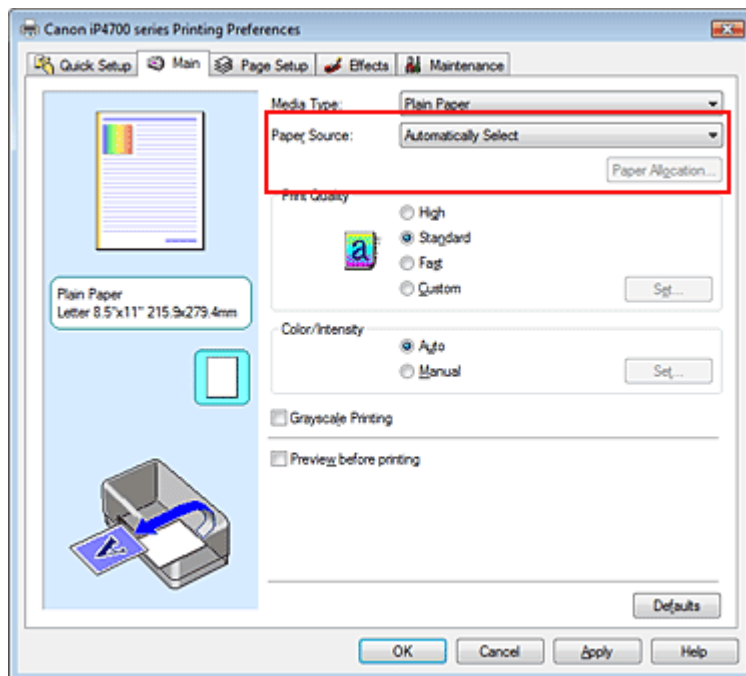 Canon iP4700 series Printing Preferences
Quick Setup Main Page Setup Effects Maintenance
Media Type: Plain Paper
Paper Source: Automatically Select
Paper Allocation...
Print Quality
High
a Standard
Fast
Custom Set...
Plain Paper
Letter 8.5"x11" 215.9x279.4mm
Color/Intensity
Auto
Manual Set...
Grayscale Printing
Preview before printing
Defaults
OK Cancel Apply Help